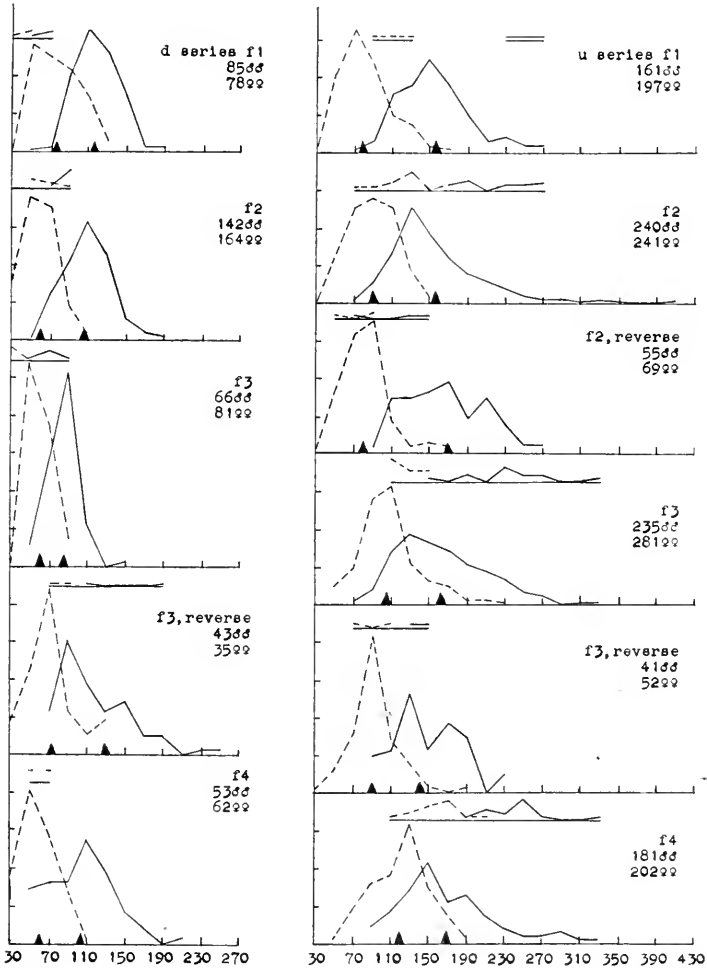 d series f1
85♂♂
78♀♀
f2
142♂♂
164♀♀
f3
66♂♂
81♀♀
f3,reverse
43♂♂
35♀♀
f4
53♂♂
62♀♀
30 70 110 150 190 230 270
u series f1
161♂♂
197♀♀
f2
240♂♂
241♀♀
f2,reverse
55♂♂
69♀♀
f3
235♂♂
281♀♀
f3,reverse
41♂♂
52♀♀
f4
181♂♂
202♀♀
30 70 110 150 190 230 270 310 350 390 430